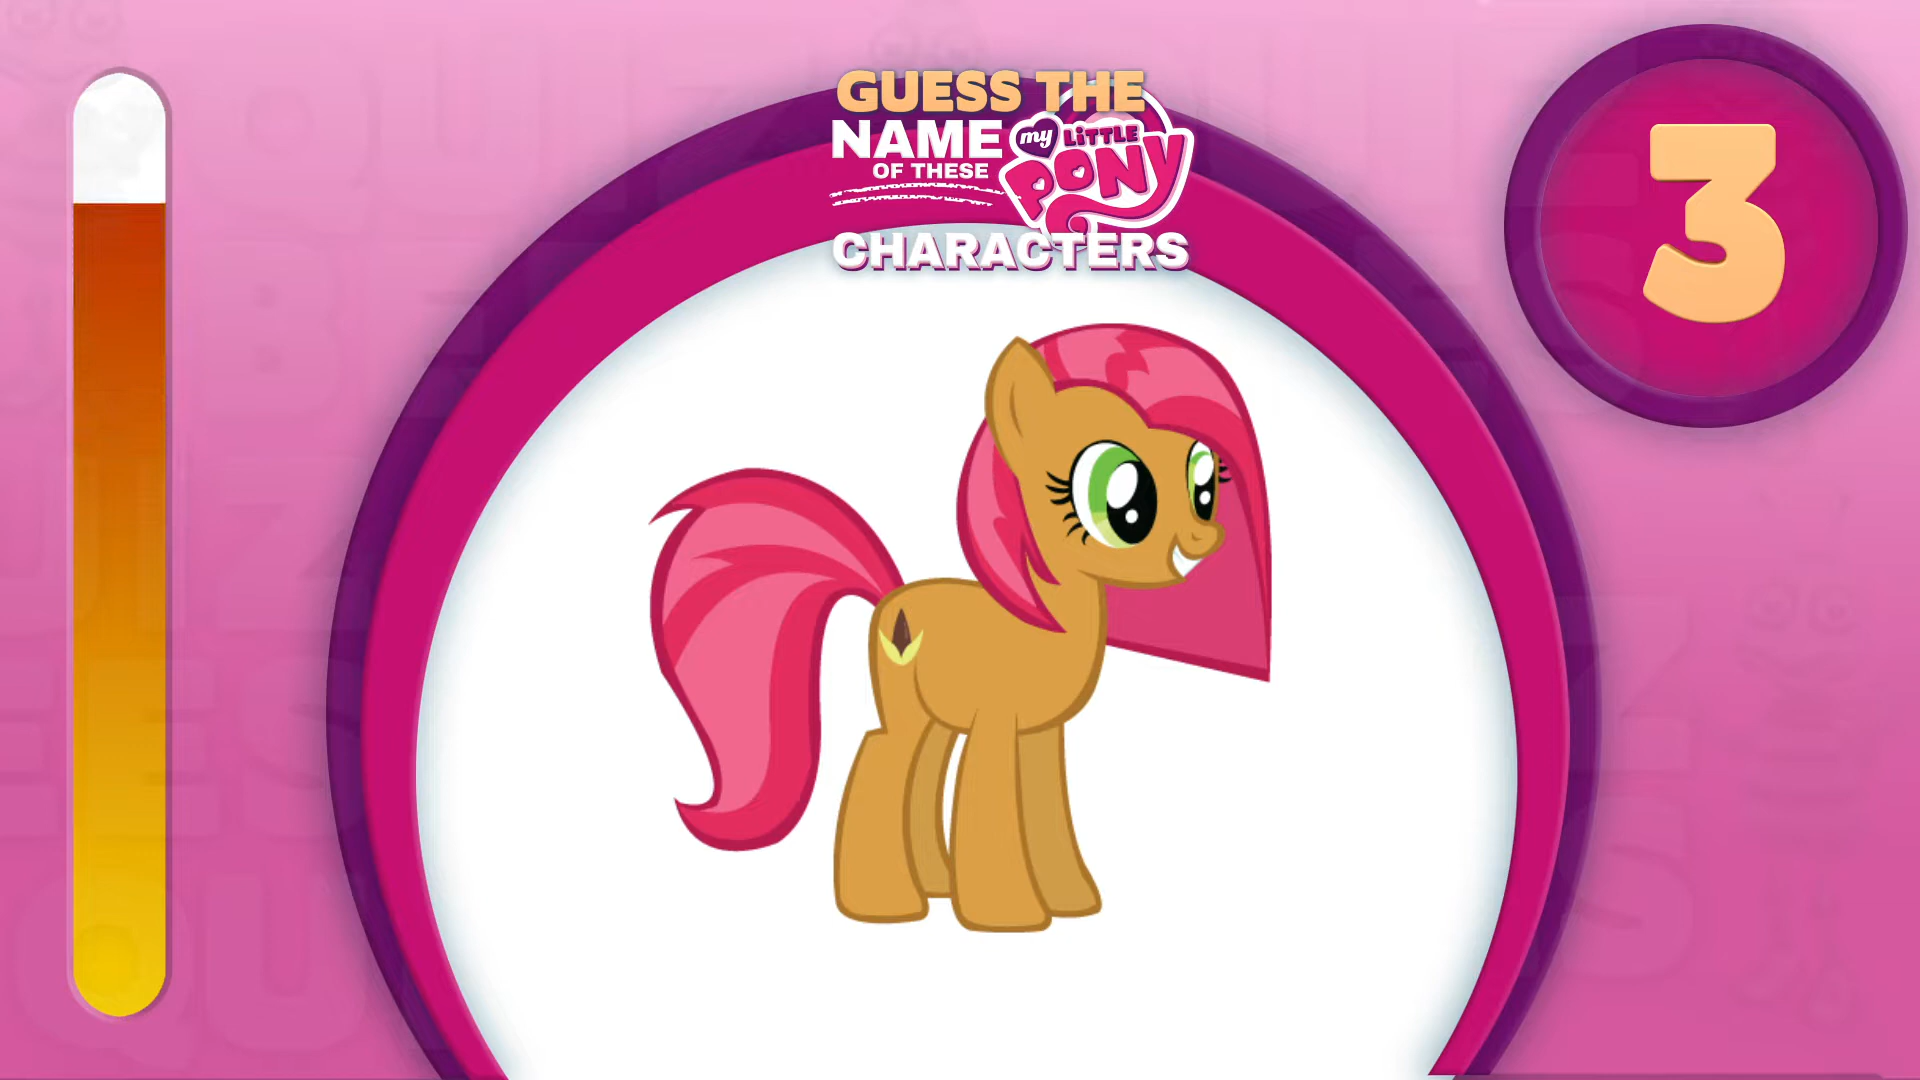 GUESS THE
NAME
OF THESE
my LiTTLE
PONY
CHARACTERS
3